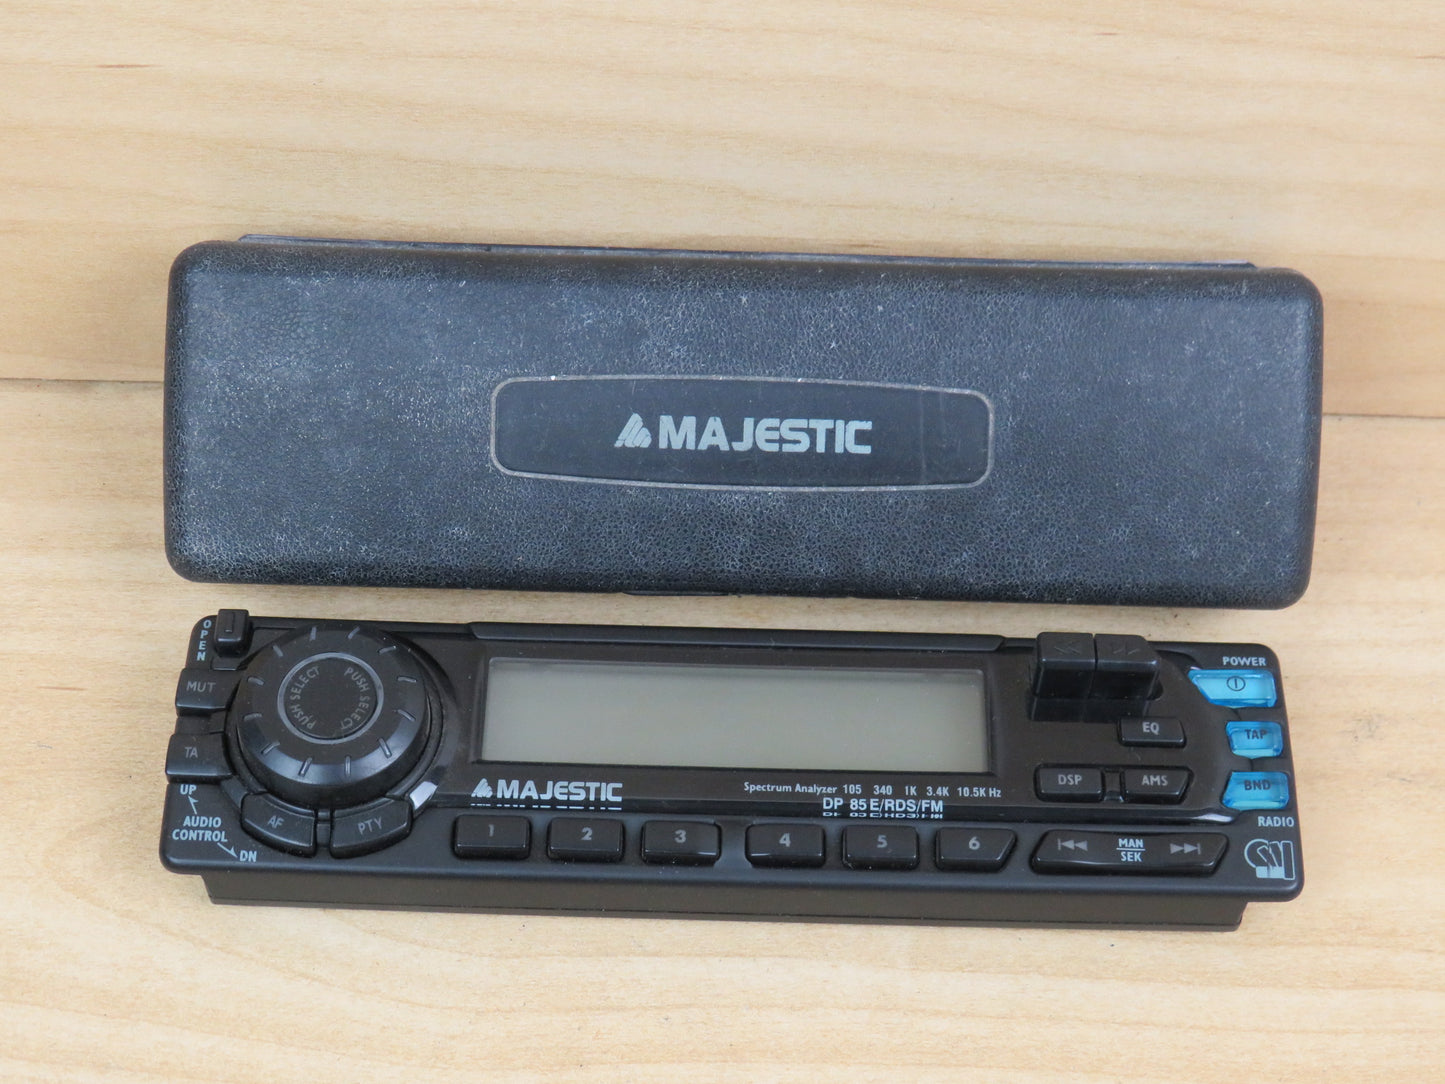 MAJESTIC
OPEN
MUT
TA
UP
AUDIO
CONTROL
DN
PUSH SELECT
PUSH SELECT
AF
PTY
MAJESTIC
Spectrum Analyzer 105 340 1K 3.4K 10.5K Hz
DP 85 E/RDS/FM
1 2 3 4 5 6
EQ
DSP AMS
MAN
SEK
POWER
TAP
BND
RADIO